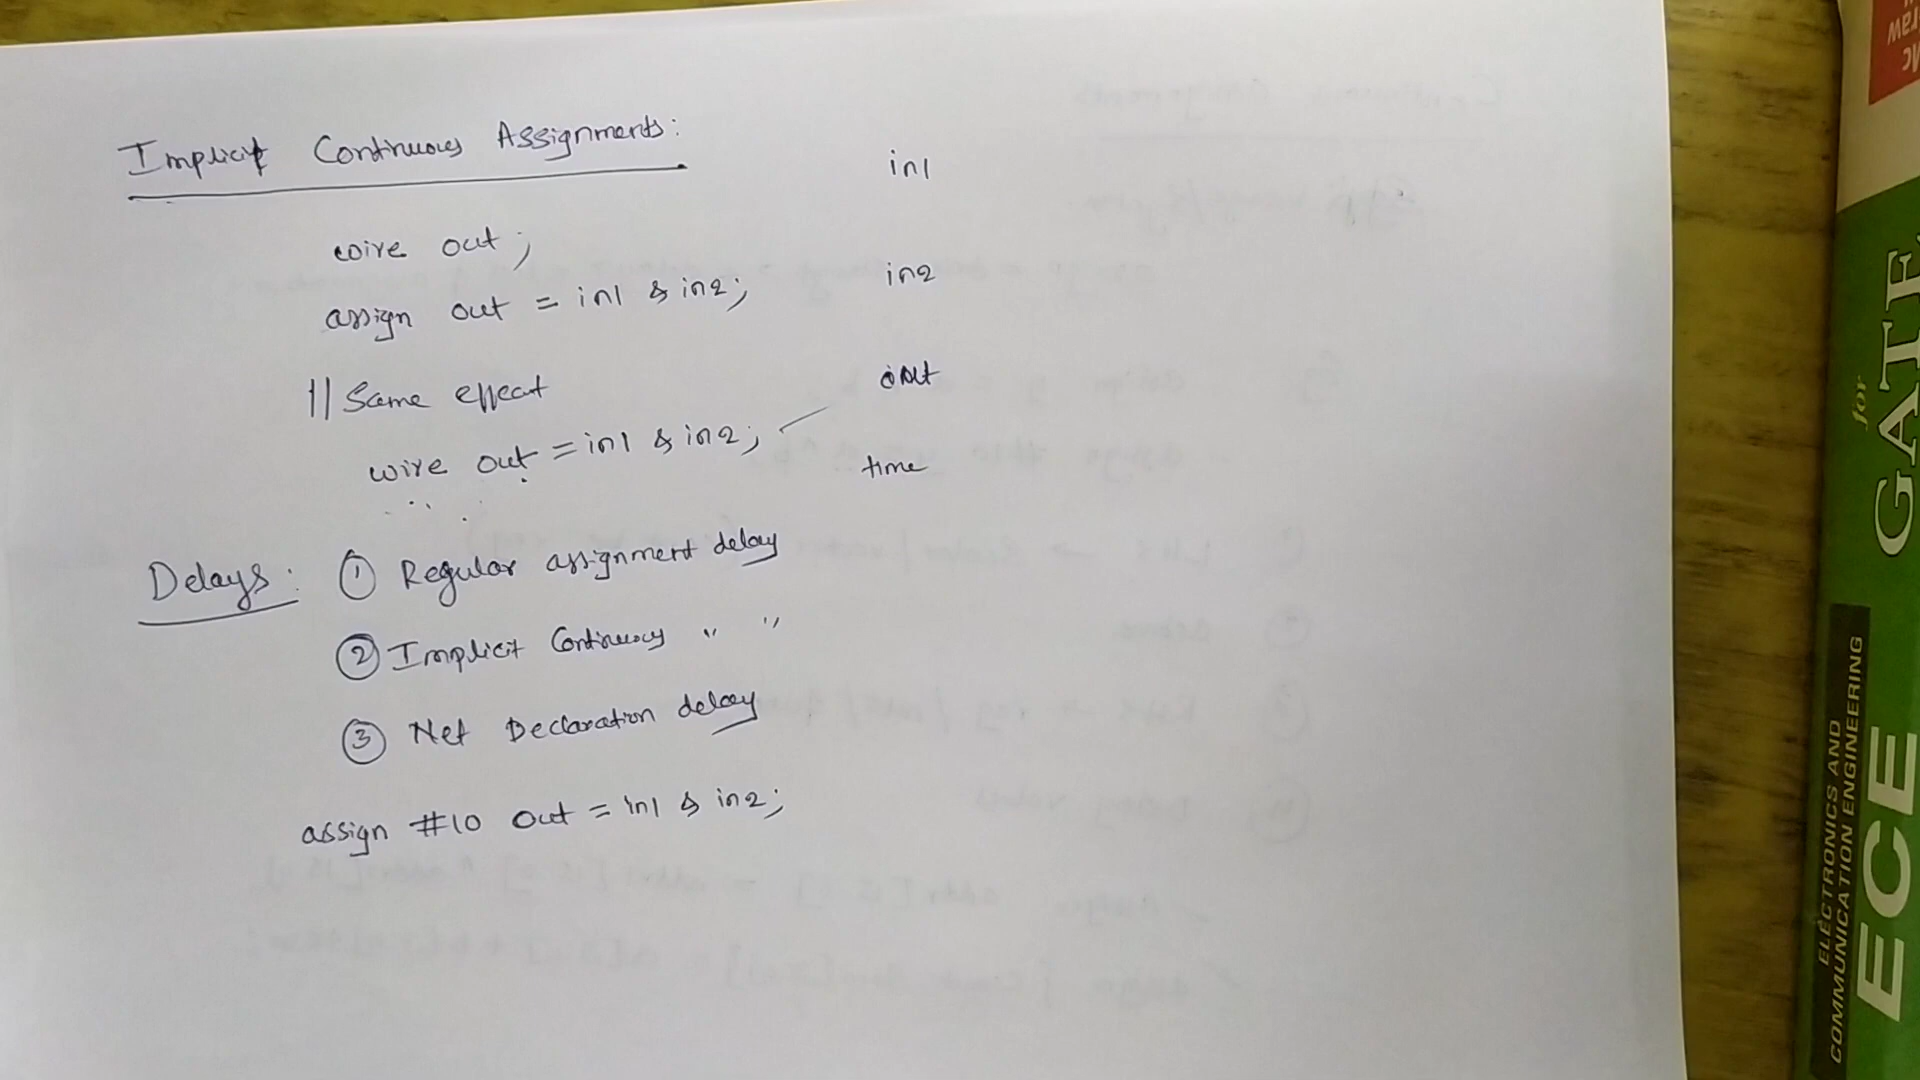 Implicit Continuous Assignments:
wire out;
assign out = in1 & in2;
// Same effect
wire out = in1 & in2;
Delays: ① Regular assignment delay
② Implicit Continuous " "
③ Net Declaration delay
assign #10 out = in1 & in2;
in1
in2
out
time
for
GATE
ELECTRONICS AND
COMMUNICATION ENGINEERING
ECE